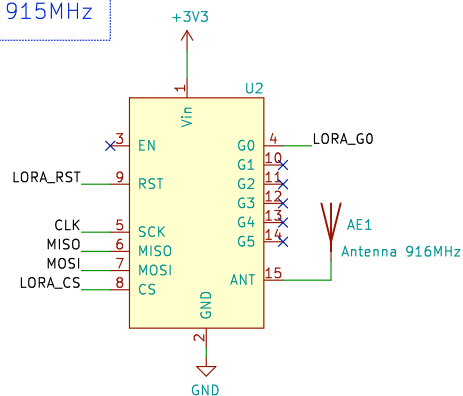 915MHz
+3V3
1
U2
Vin
3 EN
G0 4 LORA_G0
G1 10
LORA_RST 9 RST
G2 11
G3 12
G4 13
CLK 5 SCK
G5 14
MISO 6 MISO
MOSI 7 MOSI
LORA_CS 8 CS
AE1
Antenna 916MHz
ANT 15
GND
2
GND